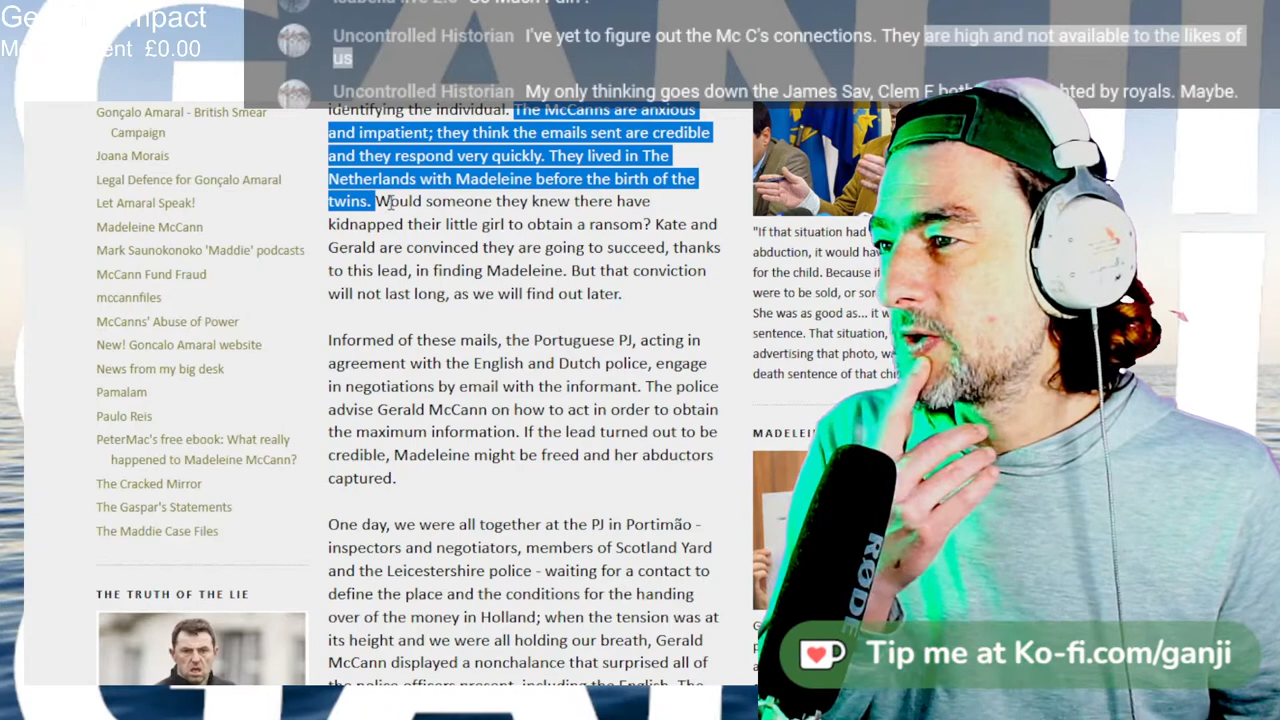 Ge mpact
M ent £0.00
Uncontrolled Historian I've yet to figure out the Mc C's connections. They are high and not available to the likes of
us
Uncontrolled Historian My only thinking goes down the James Sav, Clem F by royals. Maybe.
identifying the individual. The McCanns are anxious
and impatient; they think the emails sent are credible
and they respond very quickly. They lived in The
Netherlands with Madeleine before the birth of the
twins. Would someone they knew there have
kidnapped their little girl to obtain a ransom? Kate and
Gerald are convinced they are going to succeed, thanks
to this lead, in finding Madeleine. But that conviction
will not last long, as we will find out later.
Informed of these mails, the Portuguese PJ, acting in
agreement with the English and Dutch police, engage
in negotiations by email with the informant. The police
advise Gerald McCann on how to act in order to obtain
the maximum information. If the lead turned out to be
credible, Madeleine might be freed and her abductors
captured.
One day, we were all together at the PJ in Portimão -
inspectors and negotiators, members of Scotland Yard
and the Leicestershire police - waiting for a contact to
define the place and the conditions for the handing
over of the money in Holland; when the tension was at
its height and we were all holding our breath, Gerald
McCann displayed a nonchalance that surprised all of
the police officers present, including the English. The
Gonçalo Amaral - British Smear
Campaign
Joana Morais
Legal Defence for Gonçalo Amaral
Let Amaral Speak!
Madeleine McCann
Mark Saunokonoko 'Maddie' podcasts
McCann Fund Fraud
mccannfiles
McCanns' Abuse of Power
New! Goncalo Amaral website
News from my big desk
Pamalam
Paulo Reis
PeterMac's free ebook: What really
happened to Madeleine McCann?
The Cracked Mirror
The Gaspar's Statements
The Maddie Case Files
THE TRUTH OF THE LIE
"If that situation had
abduction, it would
for the child. Because
were to be sold, or
She was as good as... it
sentence. That situation,
advertising that photo,
death sentence of that
Tip me at Ko-fi.com/ganji
RØDE